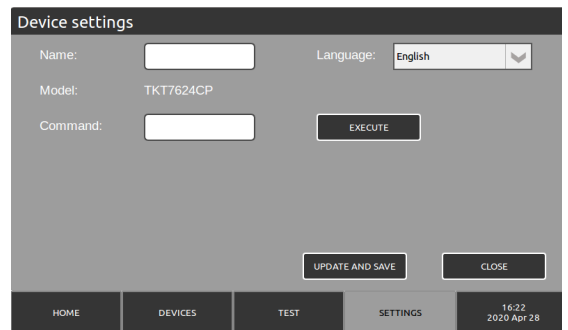 Device settings
Name:
Language: English
Model: TKT7624CP
Command:
EXECUTE
UPDATE AND SAVE
CLOSE
HOME
DEVICES
TEST
SETTINGS
16:22
2020 Apr 28